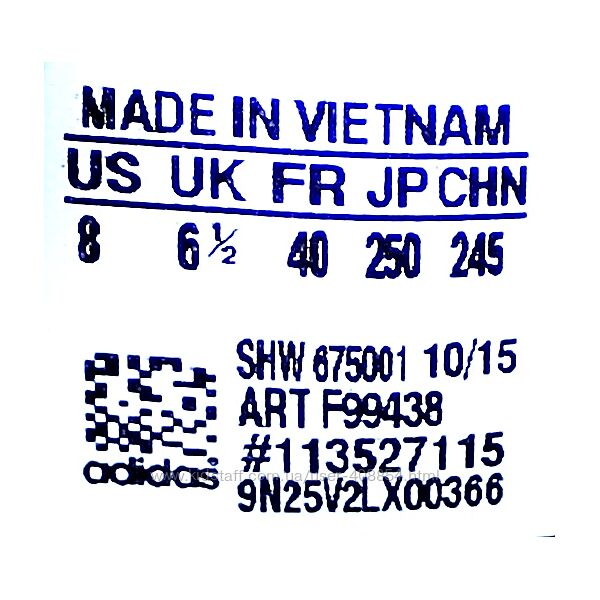 MADE IN VIETNAM
US UK FR JP CHN
8 6 ½ 40 250 245
SHW 675001 10/15
ART F99438
#113527115
9N25V2LX00366
adidas